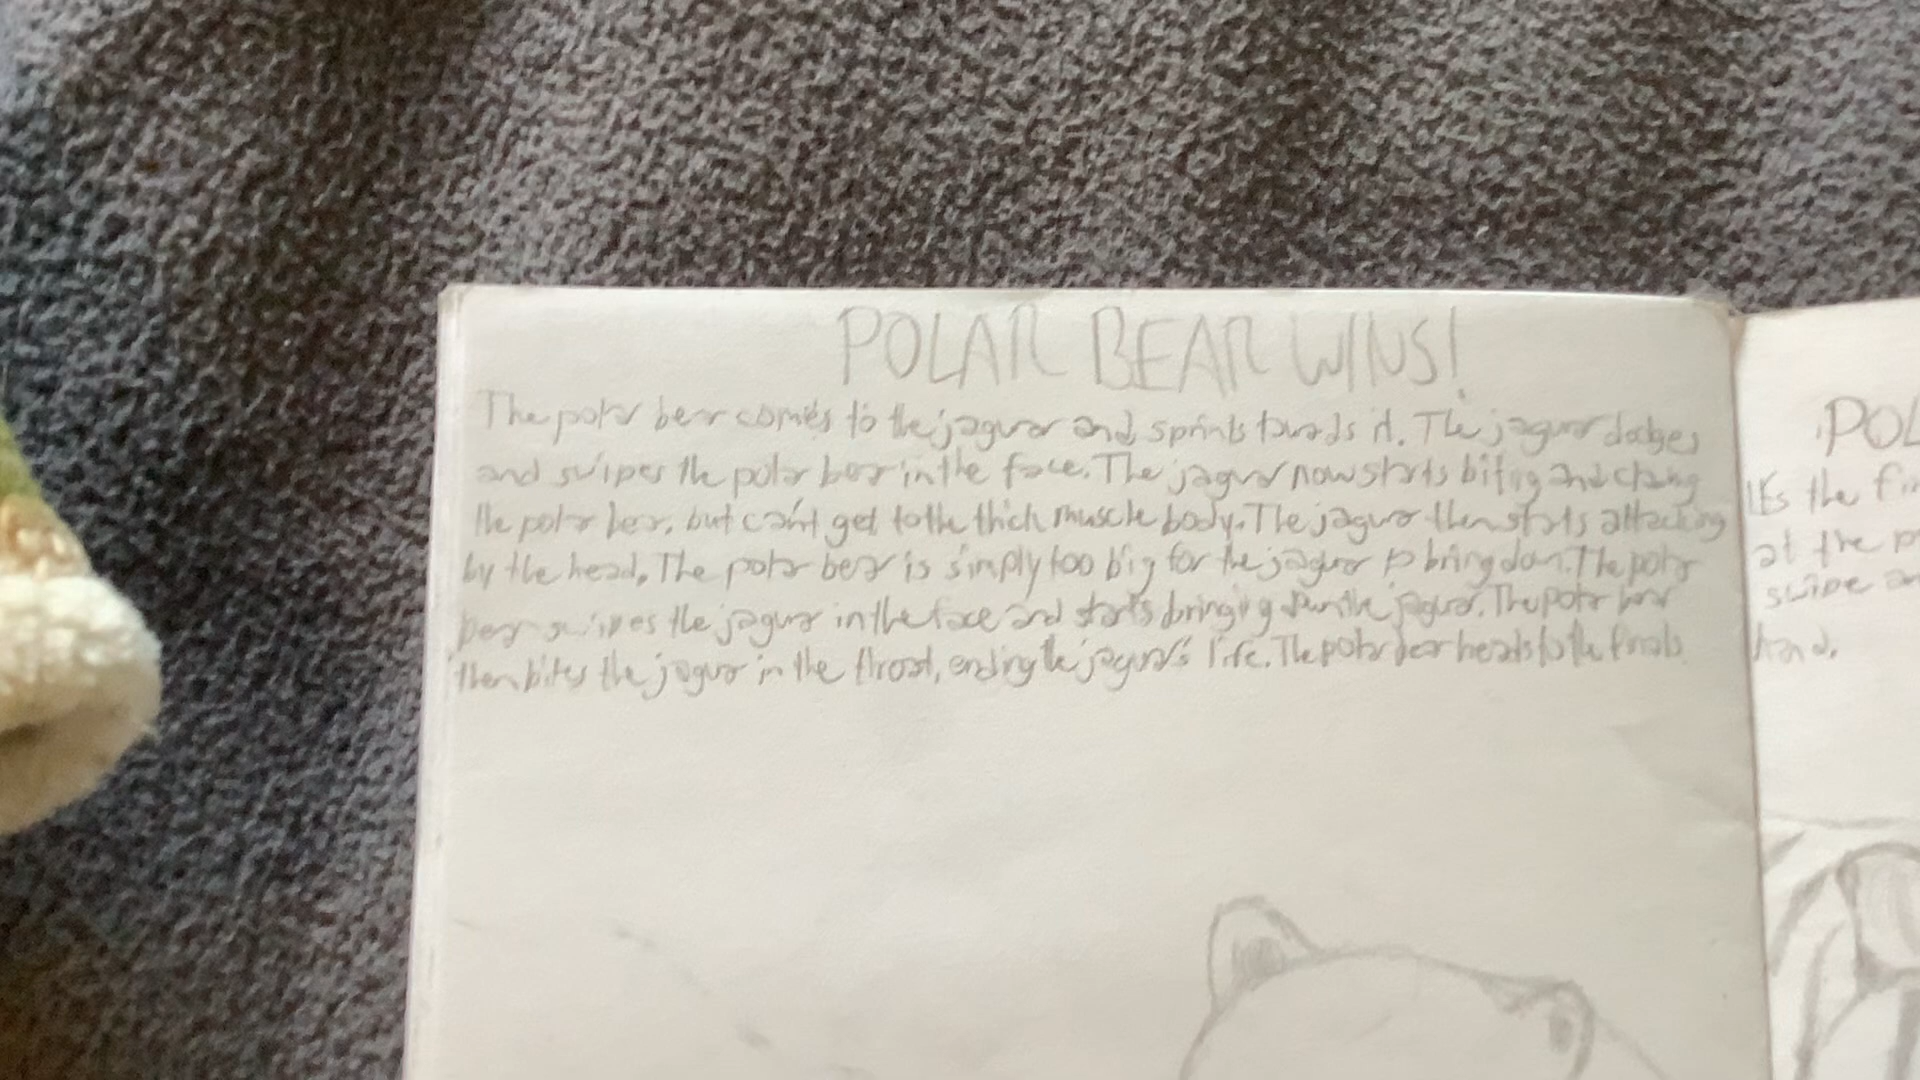 POLAR BEAR WINS!
The polar bear comes to the jaguar and sprints towards it. The jaguar dodges
and swipes the polar bear in the face. The jaguar now starts biting and clawing
the polar bear, but can't get to the thick muscle body. The jaguar then starts attacking
by the head. The polar bear is simply too big for the jaguar to bring down. The polar
bear swipes the jaguar in the face and starts bringing down the jaguar. The polar bear
then bites the jaguar in the throat, ending the jaguar's life. The polar bear heads to the finals
POL
the fi
at the
swipe
hand.